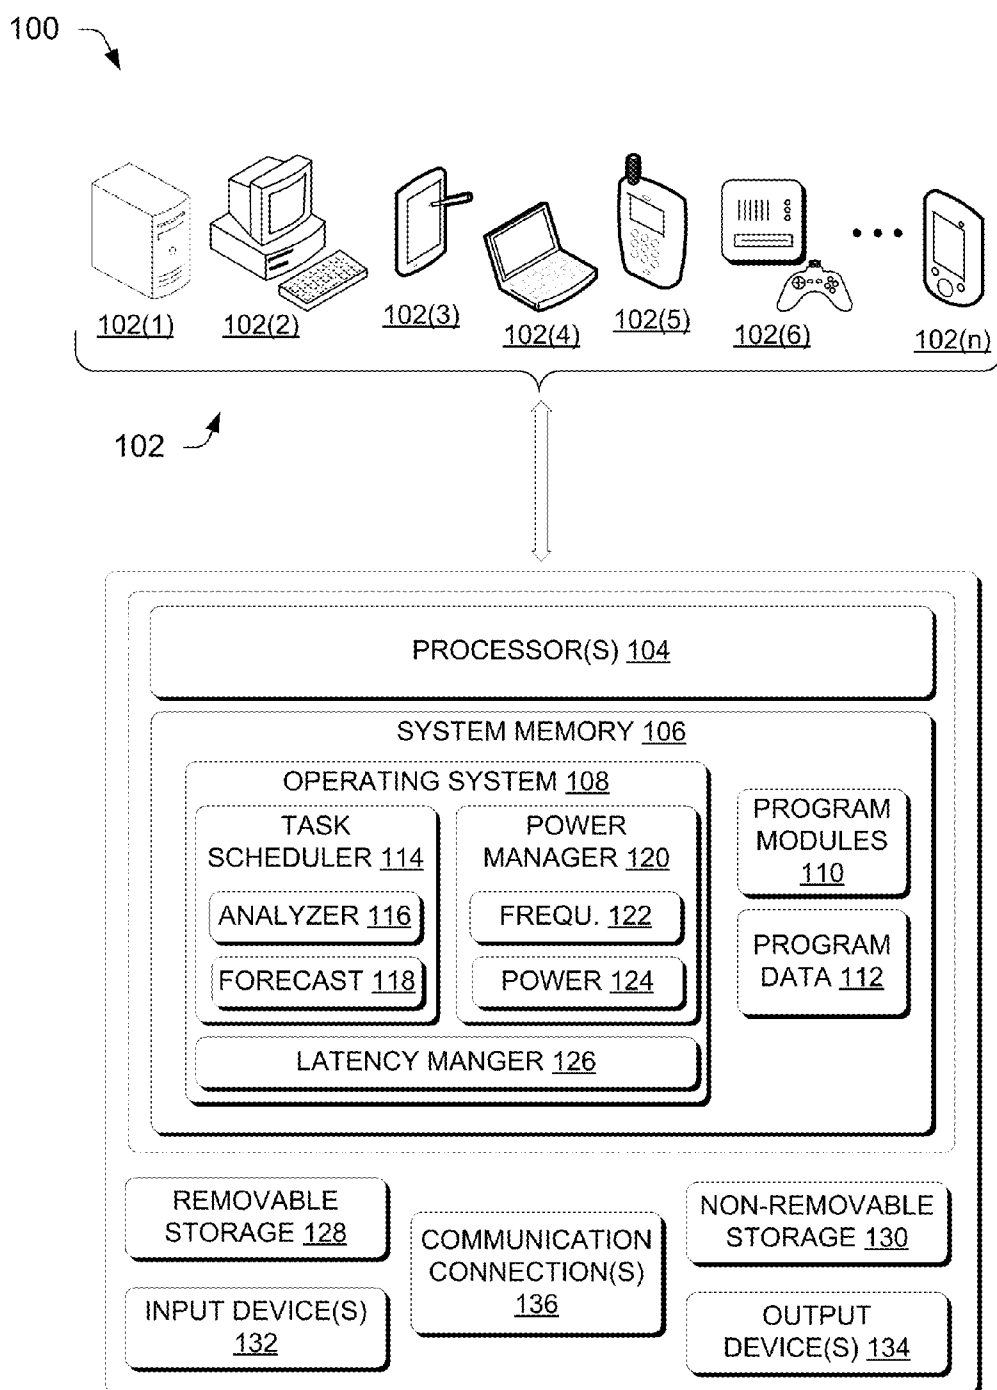 100
102(1)
102(2)
102(3)
102(4)
102(5)
102(6)
102(n)
102
PROCESSOR(S) 104
SYSTEM MEMORY 106
OPERATING SYSTEM 108
TASK
SCHEDULER 114
ANALYZER 116
FORECAST 118
POWER
MANAGER 120
FREQU. 122
POWER 124
LATENCY MANGER 126
PROGRAM
MODULES
110
PROGRAM
DATA 112
REMOVABLE
STORAGE 128
INPUT DEVICE(S)
132
COMMUNICATION
CONNECTION(S)
136
NON-REMOVABLE
STORAGE 130
OUTPUT
DEVICE(S) 134